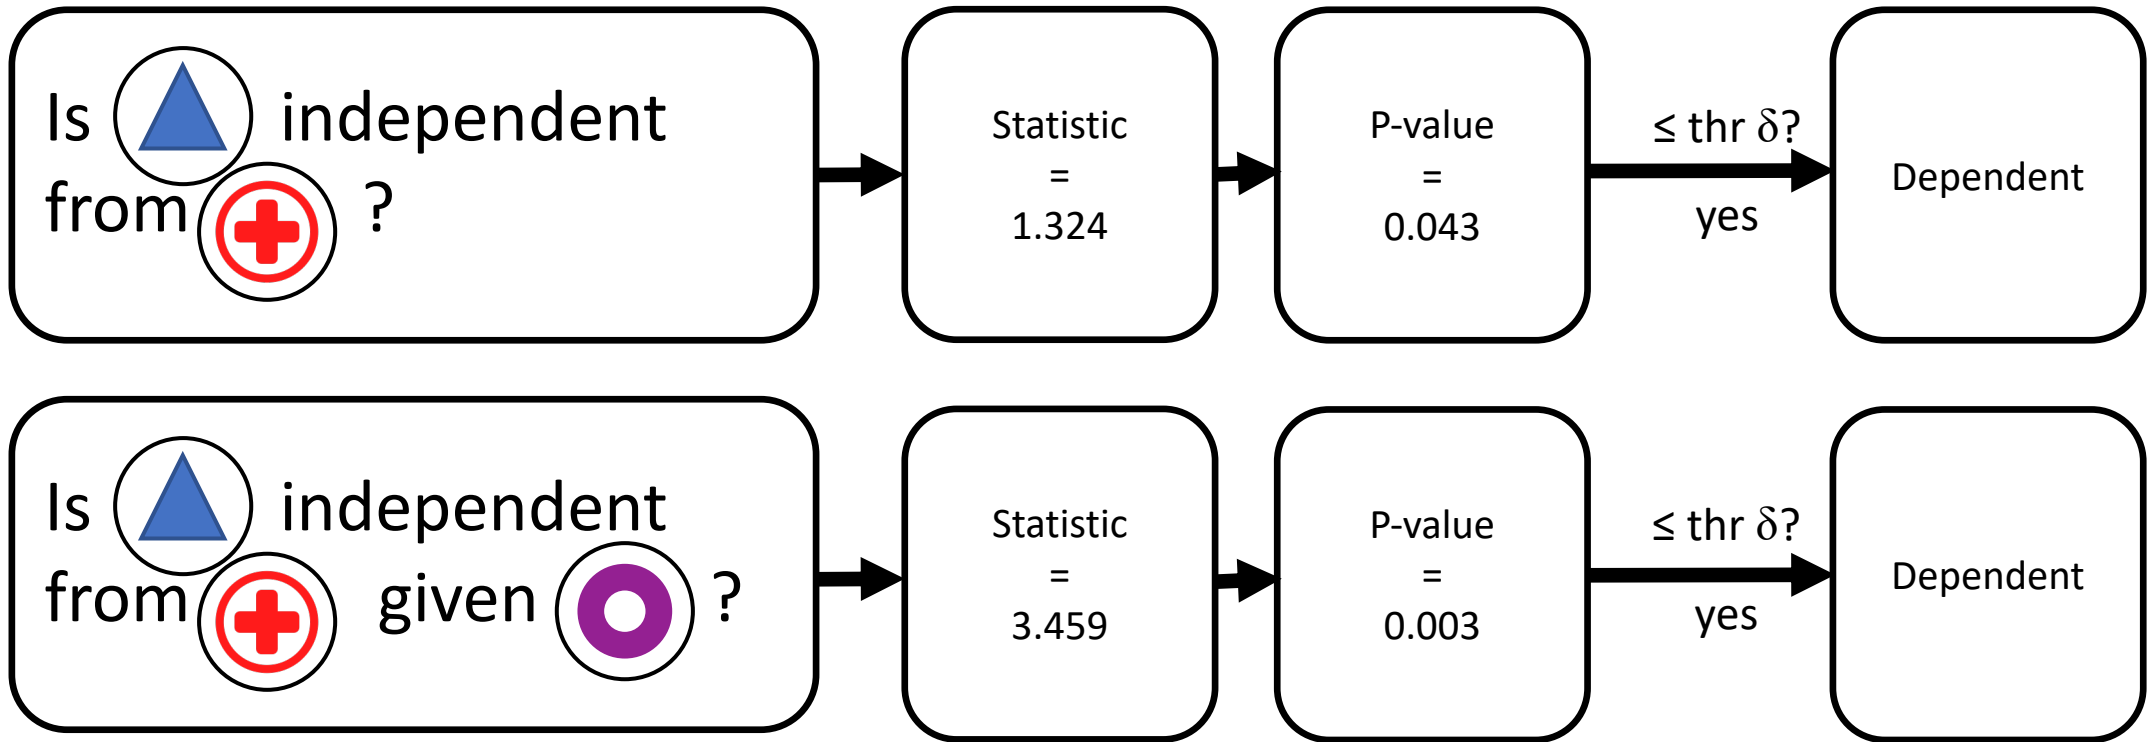 Is independent
from ?
Statistic
=
1.324
P-value
=
0.043
≤ thr δ?
yes
Dependent
Is independent
from given ?
Statistic
=
3.459
P-value
=
0.003
≤ thr δ?
yes
Dependent